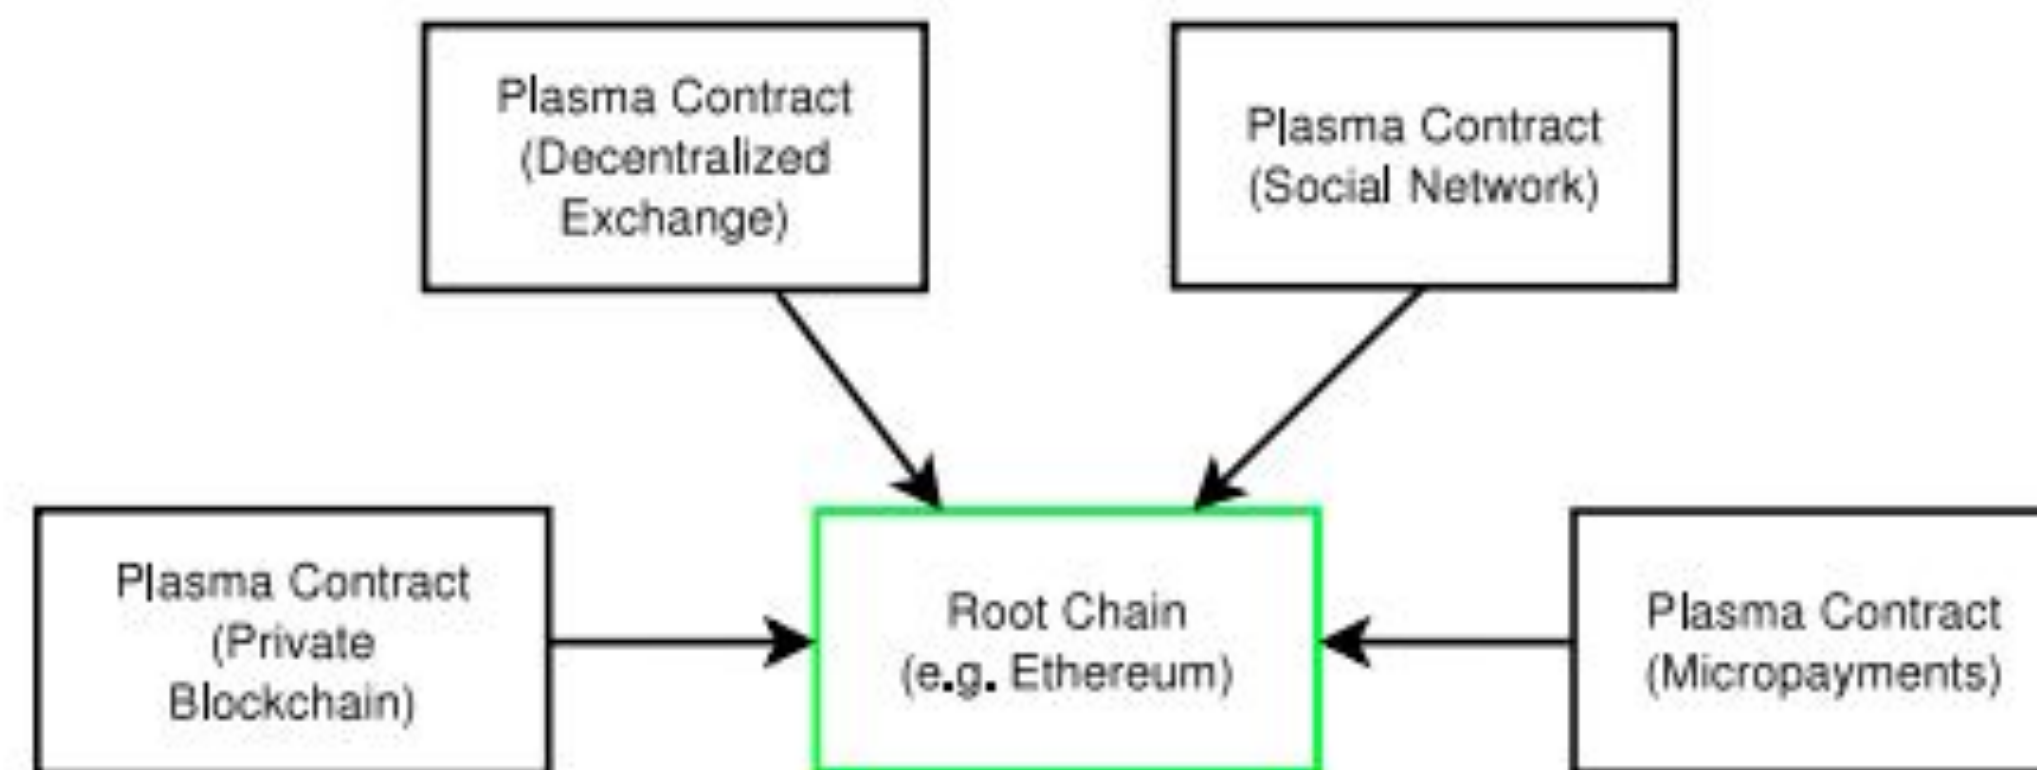 Plasma Contract
(Decentralized
Exchange)
Plasma Contract
(Social Network)
Plasma Contract
(Private
Blockchain)
Root Chain
(e.g. Ethereum)
Plasma Contract
(Micropayments)